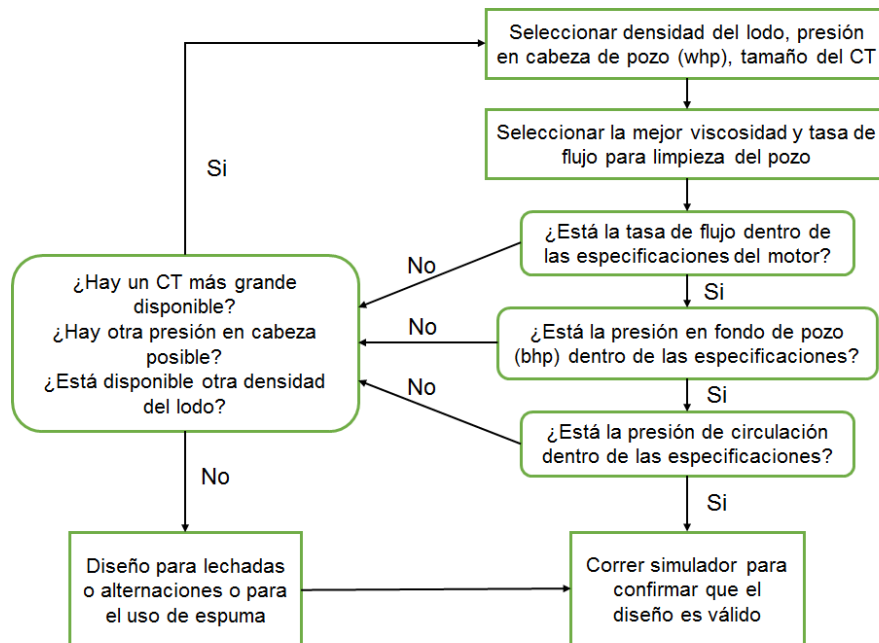 Seleccionar densidad del lodo, presión
en cabeza de pozo (whp), tamaño del CT
Seleccionar la mejor viscosidad y tasa de
flujo para limpieza del pozo
Si
¿Está la tasa de flujo dentro de
las especificaciones del motor?
No
Si
¿Hay un CT más grande
disponible?
¿Hay otra presión en cabeza
posible?
¿Está disponible otra densidad
del lodo?
No
¿Está la presión en fondo de pozo
(bhp) dentro de las especificaciones?
No
Si
¿Está la presión de circulación
dentro de las especificaciones?
No
Si
Diseño para lechadas
o alternaciones o para
el uso de espuma
Correr simulador para
confirmar que el
diseño es válido